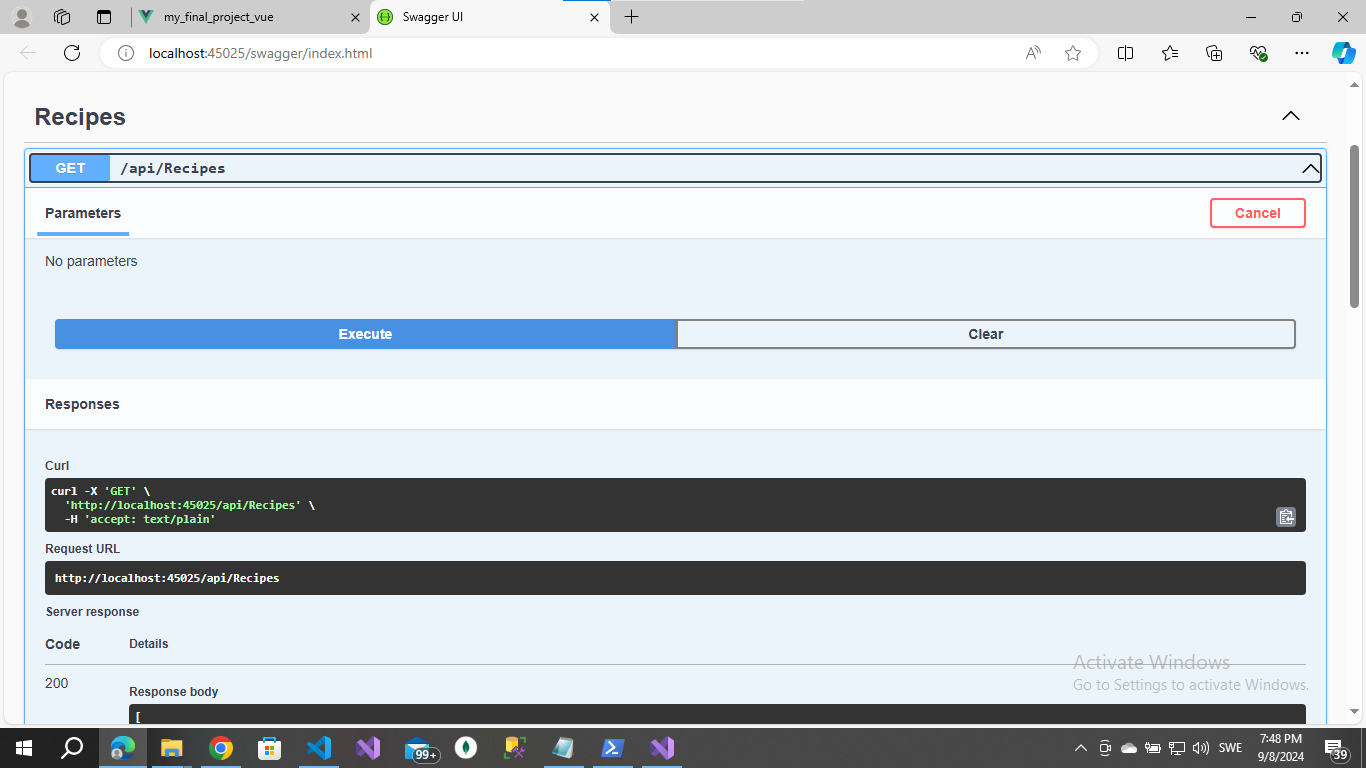 my_final_project_vue
Swagger UI
localhost:45025/swagger/index.html
Recipes
GET /api/Recipes
Parameters
Cancel
No parameters
Execute
Clear
Responses
Curl
curl -X 'GET' \
'http://localhost:45025/api/Recipes' \
-H 'accept: text/plain'
Request URL
http://localhost:45025/api/Recipes
Server response
Code Details
200
Response body
[
Activate Windows
Go to Settings to activate Windows.
99+
SWE
7:48 PM
9/8/2024
39